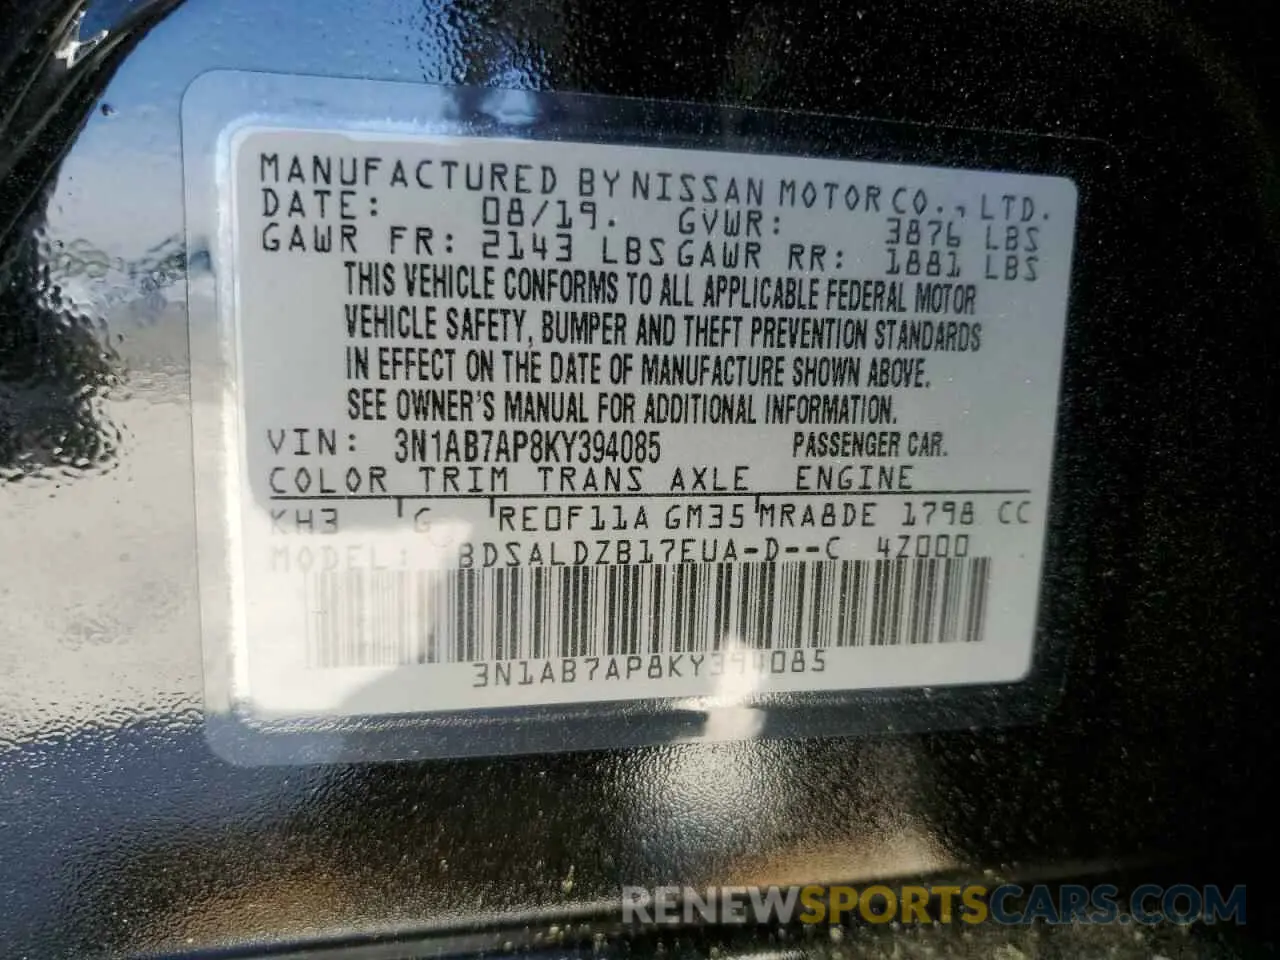 MANUFACTURED BY NISSAN MOTOR CO., LTD.
DATE: 08/19. GVWR: 3876 LBS
GAWR FR: 2143 LBS GAWR RR: 1881 LBS
THIS VEHICLE CONFORMS TO ALL APPLICABLE FEDERAL MOTOR
VEHICLE SAFETY, BUMPER AND THEFT PREVENTION STANDARDS
IN EFFECT ON THE DATE OF MANUFACTURE SHOWN ABOVE.
SEE OWNER'S MANUAL FOR ADDITIONAL INFORMATION.
VIN: 3N1AB7AP8KY394085 PASSENGER CAR.
COLOR TRIM TRANS AXLE ENGINE
KH3 G RE0F11A GM35 MRA8DE 1798 CC
MODEL: BDSALDZB17EUA-D--C 4Z000
3N1AB7AP8KY394085
RENEWSPORTSCARS.COM